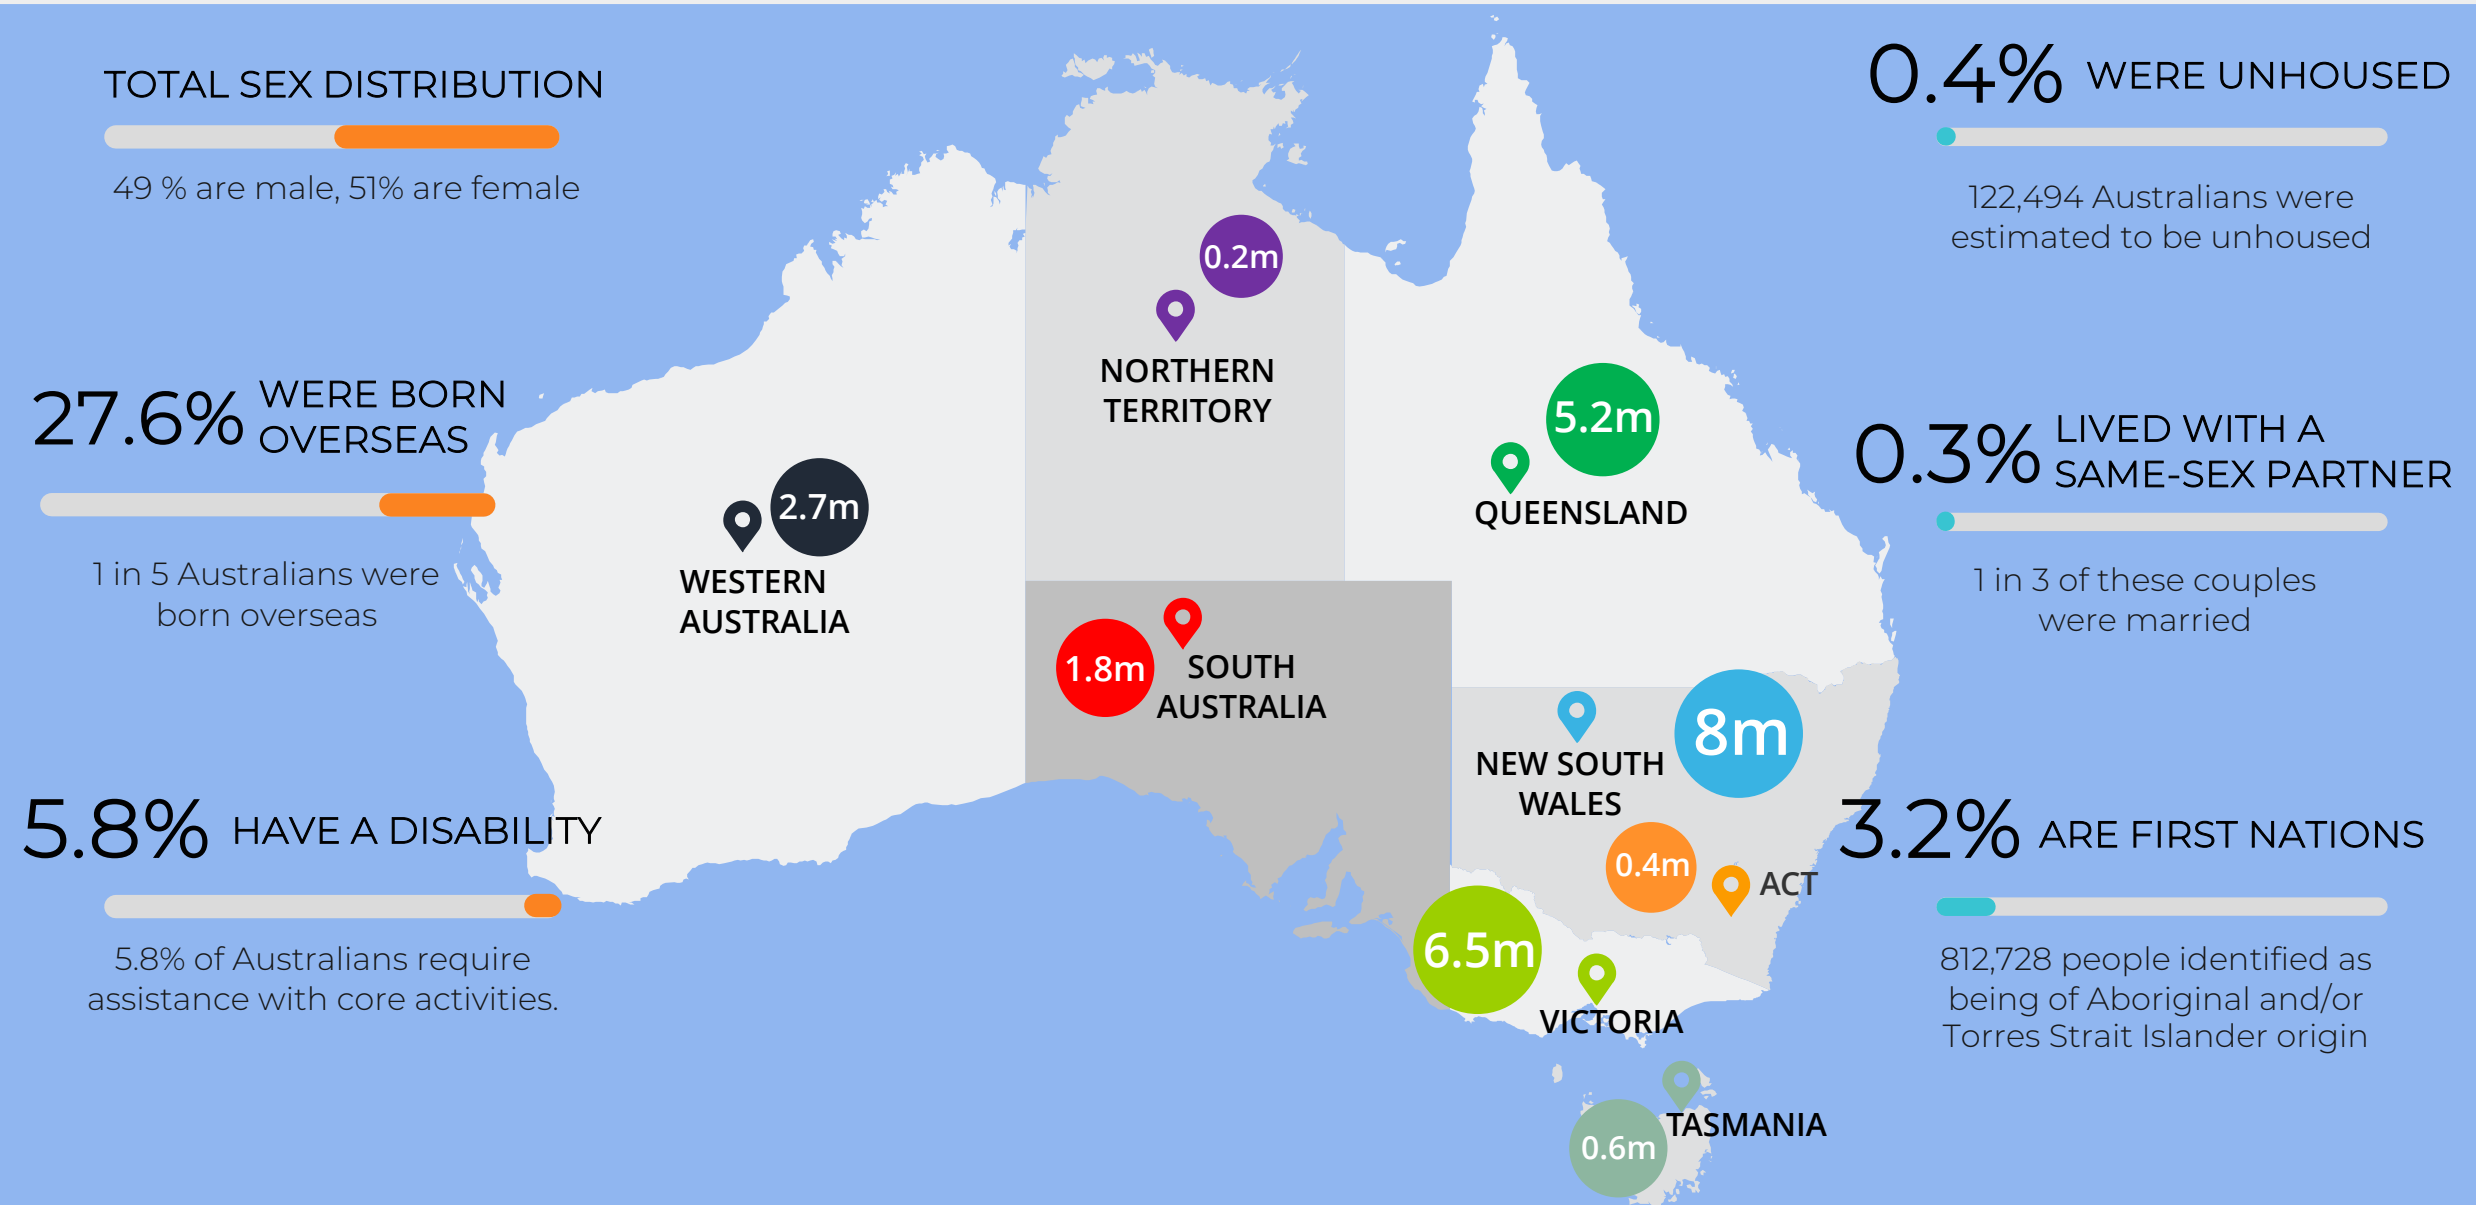 TOTAL SEX DISTRIBUTION
49 % are male, 51% are female
27.6% WERE BORN
OVERSEAS
1 in 5 Australians were
born overseas
5.8% HAVE A DISABILITY
5.8% of Australians require
assistance with core activities.
0.2m
NORTHERN
TERRITORY
5.2m
QUEENSLAND
2.7m
WESTERN
AUSTRALIA
1.8m
SOUTH
AUSTRALIA
8m
NEW SOUTH
WALES
0.4m
ACT
6.5m
VICTORIA
TASMANIA
0.6m
0.4% WERE UNHOUSED
122,494 Australians were
estimated to be unhoused
0.3% LIVED WITH A
SAME-SEX PARTNER
1 in 3 of these couples
were married
3.2% ARE FIRST NATIONS
812,728 people identified as
being of Aboriginal and/or
Torres Strait Islander origin